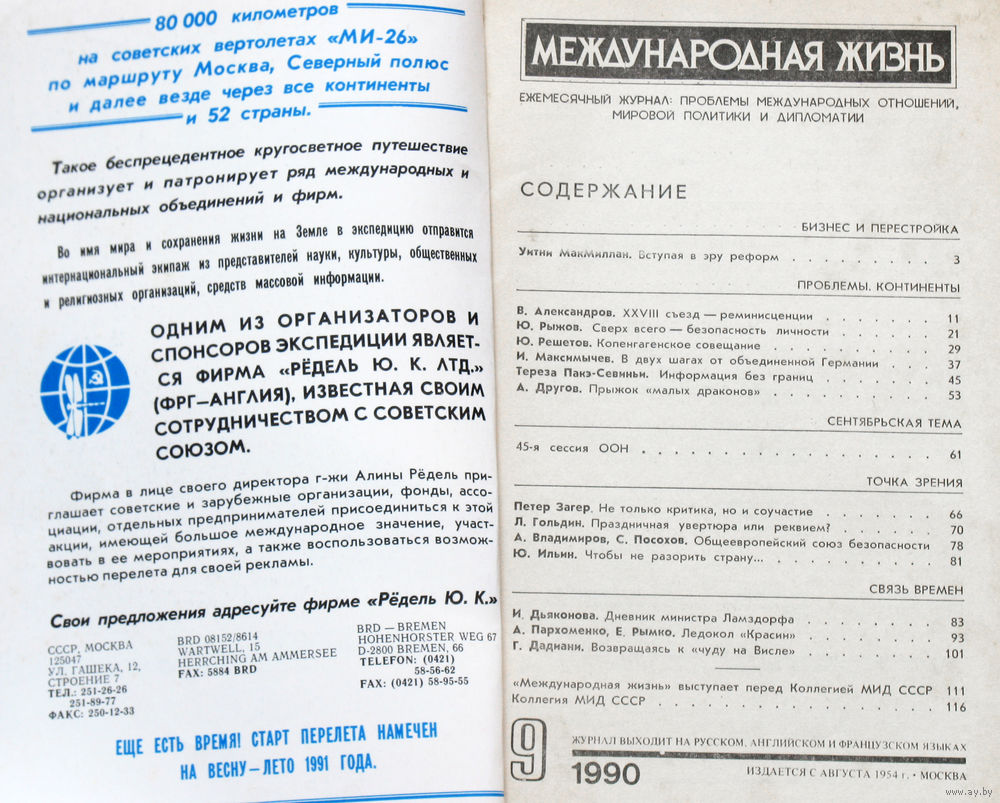 80 000 километров
на советских вертолетах «МИ-26»
по маршруту Москва, Северный полюс
и далее везде через все континенты
и 52 страны.
Такое беспрецедентное кругосветное путешествие
организует и патронирует ряд международных и
национальных объединений и фирм.
Во имя мира и сохранения жизни на Земле в экспедицию отправится
интернациональный экипаж из представителей науки, культуры, общественных
и религиозных организаций, средств массовой информации.
ОДНИМ ИЗ ОРГАНИЗАТОРОВ И
СПОНСОРОВ ЭКСПЕДИЦИИ ЯВЛЯЕТ-
СЯ ФИРМА «РЁДЕЛЬ Ю. К. ЛТД.»
(ФРГ—АНГЛИЯ), ИЗВЕСТНАЯ СВОИМ
СОТРУДНИЧЕСТВОМ С СОВЕТСКИМ
СОЮЗОМ.
Фирма в лице своего директора г-жи Алины Рёдель при-
глашает советские и зарубежные организации, фонды, ассо-
циации, отдельных предпринимателей присоединиться к этой
акции, имеющей большое международное значение, участ-
вовать в ее мероприятиях, а также воспользоваться возмож-
ностью перелета для своей рекламы.
Свои предложения адресуйте фирме «Рёдель Ю. К.»
СССР, МОСКВА
125047
УЛ. ГАШЕКА, 12,
СТРОЕНИЕ 7
ТЕЛ.: 251-26-26
251-89-77
ФАКС: 250-12-33
BRD 08152/8614
WARTWELL, 15
HERRCHING AM AMMERSEE
FAX: 5884 BRD
BRD — BREMEN
HOHENHORSTER WEG 67
D-2800 BREMEN, 66
TELEFON: (0421)
58-56-62
FAX: (0421) 58-95-55
ЕЩЕ ЕСТЬ ВРЕМЯ! СТАРТ ПЕРЕЛЕТА НАМЕЧЕН
НА ВЕСНУ—ЛЕТО 1991 ГОДА.
МЕЖДУНАРОДНАЯ ЖИЗНЬ
ЕЖЕМЕСЯЧНЫЙ ЖУРНАЛ: ПРОБЛЕМЫ МЕЖДУНАРОДНЫХ ОТНОШЕНИЙ,
МИРОВОЙ ПОЛИТИКИ И ДИПЛОМАТИИ
СОДЕРЖАНИЕ
БИЗНЕС И ПЕРЕСТРОЙКА
Уитни МакМиллан. Вступая в эру реформ . . . . . . . . . 3
ПРОБЛЕМЫ. КОНТИНЕНТЫ
В. Александров. XXVIII съезд — реминисценции . . . . . . 11
Ю. Рыжов. Сверх всего — безопасность личности . . . . . 21
Ю. Решетов. Копенгагенское совещание . . . . . . . . . 29
И. Максимычев. В двух шагах от объединенной Германии . . 37
Тереза Пакэ-Севиньи. Информация без границ . . . . . . 45
А. Другов. Прыжок «малых драконов» . . . . . . . . . 53
СЕНТЯБРЬСКАЯ ТЕМА
45-я сессия ООН . . . . . . . . . . . . . . . 61
ТОЧКА ЗРЕНИЯ
Петер Загер. Не только критика, но и соучастие . . . . . 66
Л. Гольдин. Праздничная увертюра или реквием? . . . . . 70
А. Владимиров, С. Посохов. Общеевропейский союз безопасности 78
Ю. Ильин. Чтобы не разорить страну... . . . . . . . . 81
СВЯЗЬ ВРЕМЕН
И. Дьяконова. Дневник министра Ламздорфа . . . . . . . 83
А. Пархоменко, Е. Рымко. Ледокол «Красин» . . . . . . . 93
Г. Дадиани. Возвращаясь к «чуду на Висле» . . . . . . . 101
«Международная жизнь» выступает перед Коллегией МИД СССР 111
Коллегия МИД СССР . . . . . . . . . . . . . . 116
9
ЖУРНАЛ ВЫХОДИТ НА РУССКОМ, АНГЛИЙСКОМ И ФРАНЦУЗСКОМ ЯЗЫКАХ
1990
ИЗДАЕТСЯ С АВГУСТА 1954 г. • МОСКВА
www.ay.by